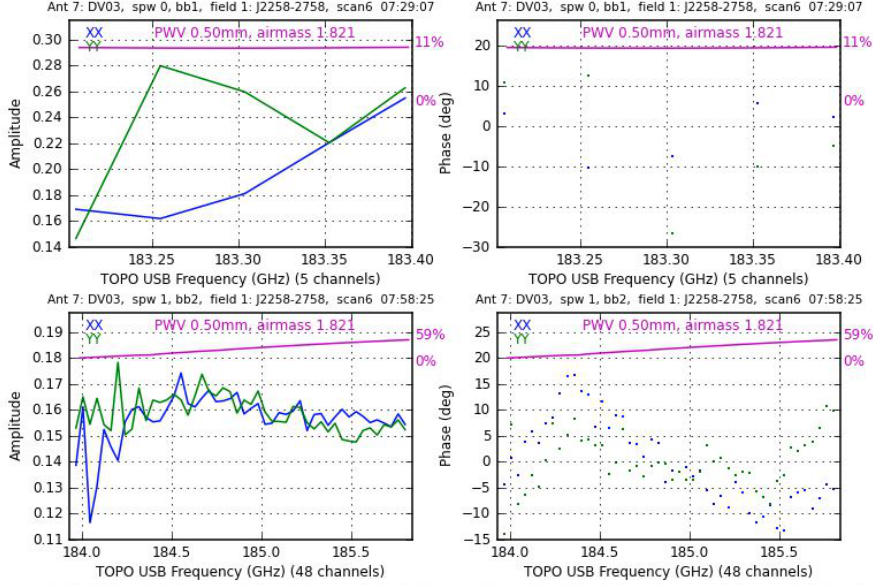 Ant 7: DV03, spw 0, bb1, field 1: J2258-2758, scan6 07:29:07
XX
YY
PWV 0.50mm, airmass 1.821
11%
0%
0.30
0.28
0.26
0.24
0.22
0.20
0.18
0.16
0.14
Amplitude
183.25
183.30
183.35
183.40
TOPO USB Frequency (GHz) (5 channels)
Ant 7: DV03, spw 0, bb1, field 1: J2258-2758, scan6 07:29:07
XX
YY
PWV 0.50mm, airmass 1.821
11%
0%
20
10
0
−10
−20
−30
Phase (deg)
183.25
183.30
183.35
183.40
TOPO USB Frequency (GHz) (5 channels)
Ant 7: DV03, spw 1, bb2, field 1: J2258-2758, scan6 07:58:25
XX
YY
PWV 0.50mm, airmass 1.821
59%
0%
0.19
0.18
0.17
0.16
0.15
0.14
0.13
0.12
0.11
Amplitude
184.0
184.5
185.0
185.5
TOPO USB Frequency (GHz) (48 channels)
Ant 7: DV03, spw 1, bb2, field 1: J2258-2758, scan6 07:58:25
XX
YY
PWV 0.50mm, airmass 1.821
59%
0%
25
20
15
10
5
0
−5
−10
−15
Phase (deg)
184.0
184.5
185.0
185.5
TOPO USB Frequency (GHz) (48 channels)